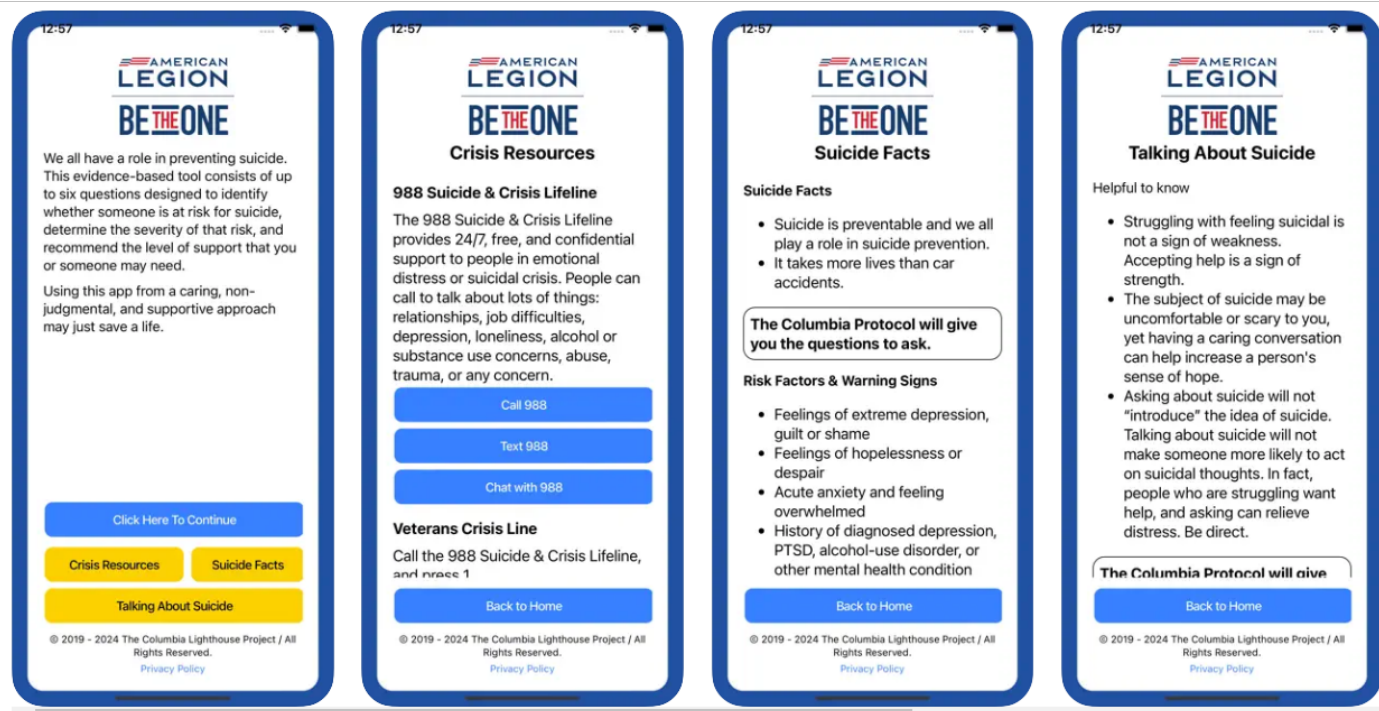 12:57
AMERICAN
LEGION
BE THE ONE
We all have a role in preventing suicide.
This evidence-based tool consists of up
to six questions designed to identify
whether someone is at risk for suicide,
determine the severity of that risk, and
recommend the level of support that you
or someone may need.
Using this app from a caring, non-
judgmental, and supportive approach
may just save a life.
Click Here To Continue
Crisis Resources
Suicide Facts
Talking About Suicide
© 2019 - 2024 The Columbia Lighthouse Project / All
Rights Reserved.
Privacy Policy
12:57
AMERICAN
LEGION
BE THE ONE
Crisis Resources
988 Suicide & Crisis Lifeline
The 988 Suicide & Crisis Lifeline
provides 24/7, free, and confidential
support to people in emotional
distress or suicidal crisis. People can
call to talk about lots of things:
relationships, job difficulties,
depression, loneliness, alcohol or
substance use concerns, abuse,
trauma, or any concern.
Call 988
Text 988
Chat with 988
Veterans Crisis Line
Call the 988 Suicide & Crisis Lifeline,
and press 1
Back to Home
© 2019 - 2024 The Columbia Lighthouse Project / All
Rights Reserved.
Privacy Policy
12:57
AMERICAN
LEGION
BE THE ONE
Suicide Facts
Suicide Facts
• Suicide is preventable and we all
play a role in suicide prevention.
• It takes more lives than car
accidents.
The Columbia Protocol will give
you the questions to ask.
Risk Factors & Warning Signs
• Feelings of extreme depression,
guilt or shame
• Feelings of hopelessness or
despair
• Acute anxiety and feeling
overwhelmed
• History of diagnosed depression,
PTSD, alcohol-use disorder, or
other mental health condition
Back to Home
© 2019 - 2024 The Columbia Lighthouse Project / All
Rights Reserved.
Privacy Policy
12:57
AMERICAN
LEGION
BE THE ONE
Talking About Suicide
Helpful to know
• Struggling with feeling suicidal is
not a sign of weakness.
Accepting help is a sign of
strength.
• The subject of suicide may be
uncomfortable or scary to you,
yet having a caring conversation
can help increase a person's
sense of hope.
• Asking about suicide will not
“introduce” the idea of suicide.
Talking about suicide will not
make someone more likely to act
on suicidal thoughts. In fact,
people who are struggling want
help, and asking can relieve
distress. Be direct.
The Columbia Protocol will give
Back to Home
© 2019 - 2024 The Columbia Lighthouse Project / All
Rights Reserved.
Privacy Policy